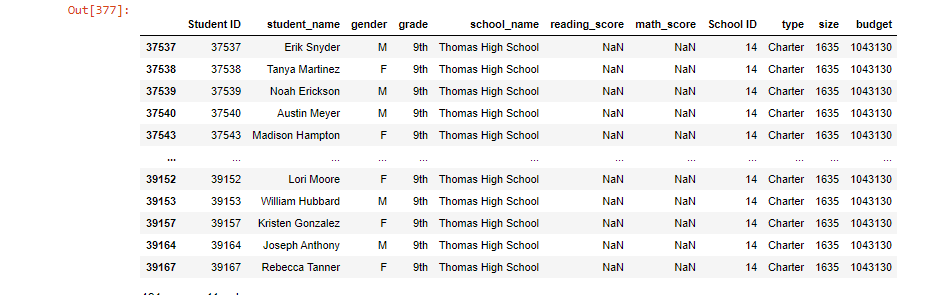 Out[377]:
Student ID student_name gender grade school_name reading_score math_score School ID type size budget
37537 37537 Erik Snyder M 9th Thomas High School NaN NaN 14 Charter 1635 1043130
37538 37538 Tanya Martinez F 9th Thomas High School NaN NaN 14 Charter 1635 1043130
37539 37539 Noah Erickson M 9th Thomas High School NaN NaN 14 Charter 1635 1043130
37540 37540 Austin Meyer M 9th Thomas High School NaN NaN 14 Charter 1635 1043130
37543 37543 Madison Hampton F 9th Thomas High School NaN NaN 14 Charter 1635 1043130
... ... ... ... ... ... ... ... ... ... ... ...
39152 39152 Lori Moore F 9th Thomas High School NaN NaN 14 Charter 1635 1043130
39153 39153 William Hubbard M 9th Thomas High School NaN NaN 14 Charter 1635 1043130
39157 39157 Kristen Gonzalez F 9th Thomas High School NaN NaN 14 Charter 1635 1043130
39164 39164 Joseph Anthony M 9th Thomas High School NaN NaN 14 Charter 1635 1043130
39167 39167 Rebecca Tanner F 9th Thomas High School NaN NaN 14 Charter 1635 1043130